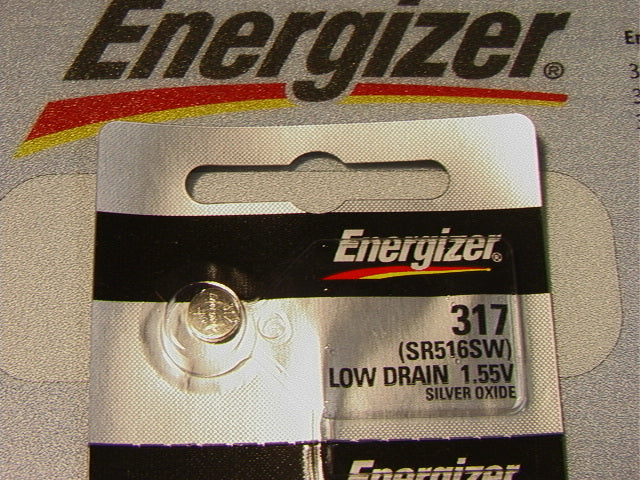 Energizer®
Energizer®
317
(SR516SW)
LOW DRAIN 1.55V
SILVER OXIDE
Energizer